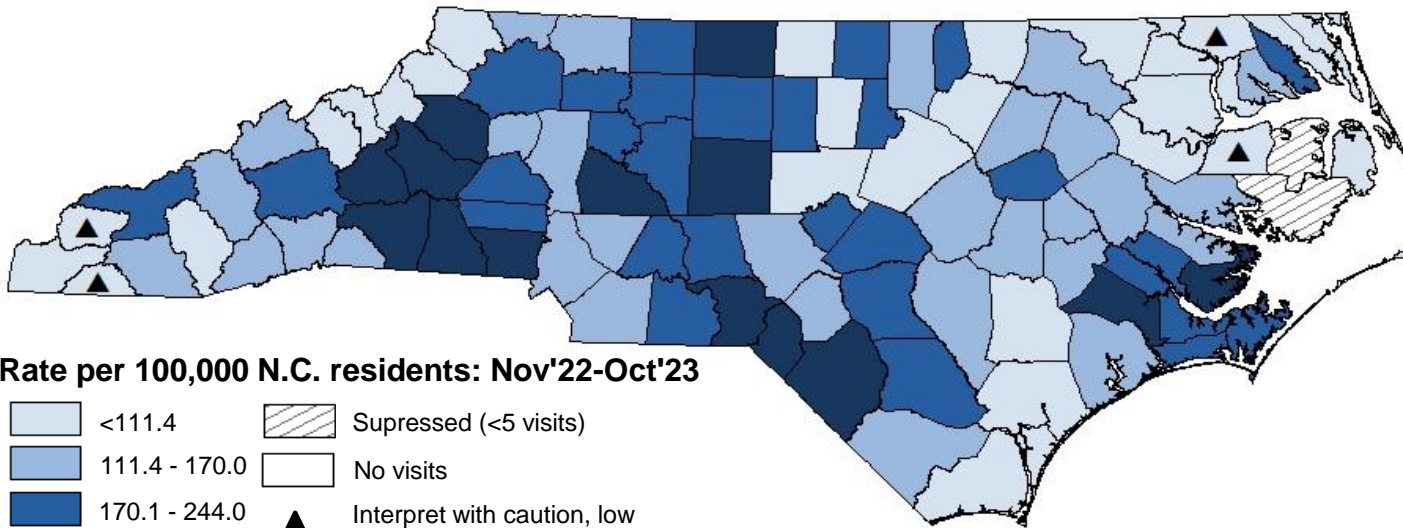 Rate per 100,000 N.C. residents: Nov'22-Oct'23
<111.4
Supressed (<5 visits)
111.4 - 170.0
No visits
170.1 - 244.0
Interpret with caution, low